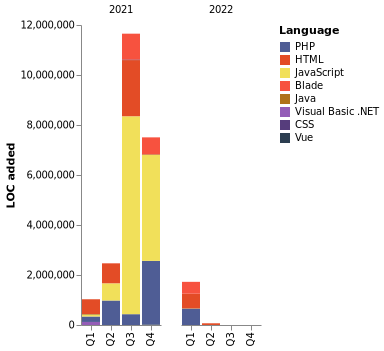 2021
2022
LOC added
12,000,000
10,000,000
8,000,000
6,000,000
4,000,000
2,000,000
0
Q1
Q2
Q3
Q4
Q1
Q2
Q3
Q4
Language
PHP
HTML
JavaScript
Blade
Java
Visual Basic .NET
CSS
Vue